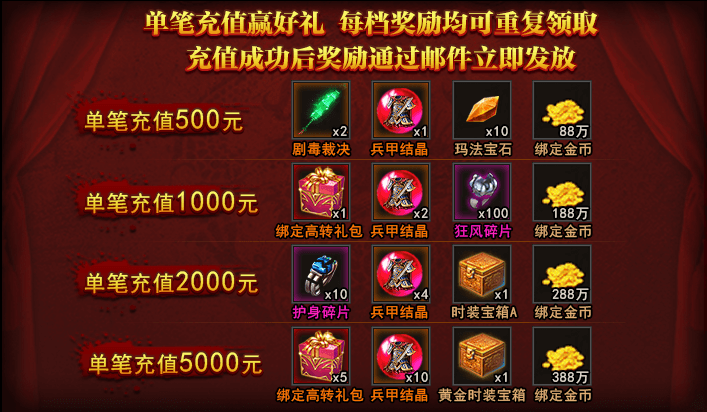 单笔充值赢好礼 每档奖励均可重复领取
充值成功后奖励通过邮件立即发放
单笔充值500元
x2 x1 x10 88万
剧毒裁决 兵甲结晶 玛法宝石 绑定金币
单笔充值1000元
x1 x2 x100 188万
绑定高转礼包 兵甲结晶 狂风碎片 绑定金币
单笔充值2000元
x10 x4 x1 288万
护身碎片 兵甲结晶 时装宝箱A 绑定金币
单笔充值5000元
x5 x10 x1 388万
绑定高转礼包 兵甲结晶 黄金时装宝箱 绑定金币